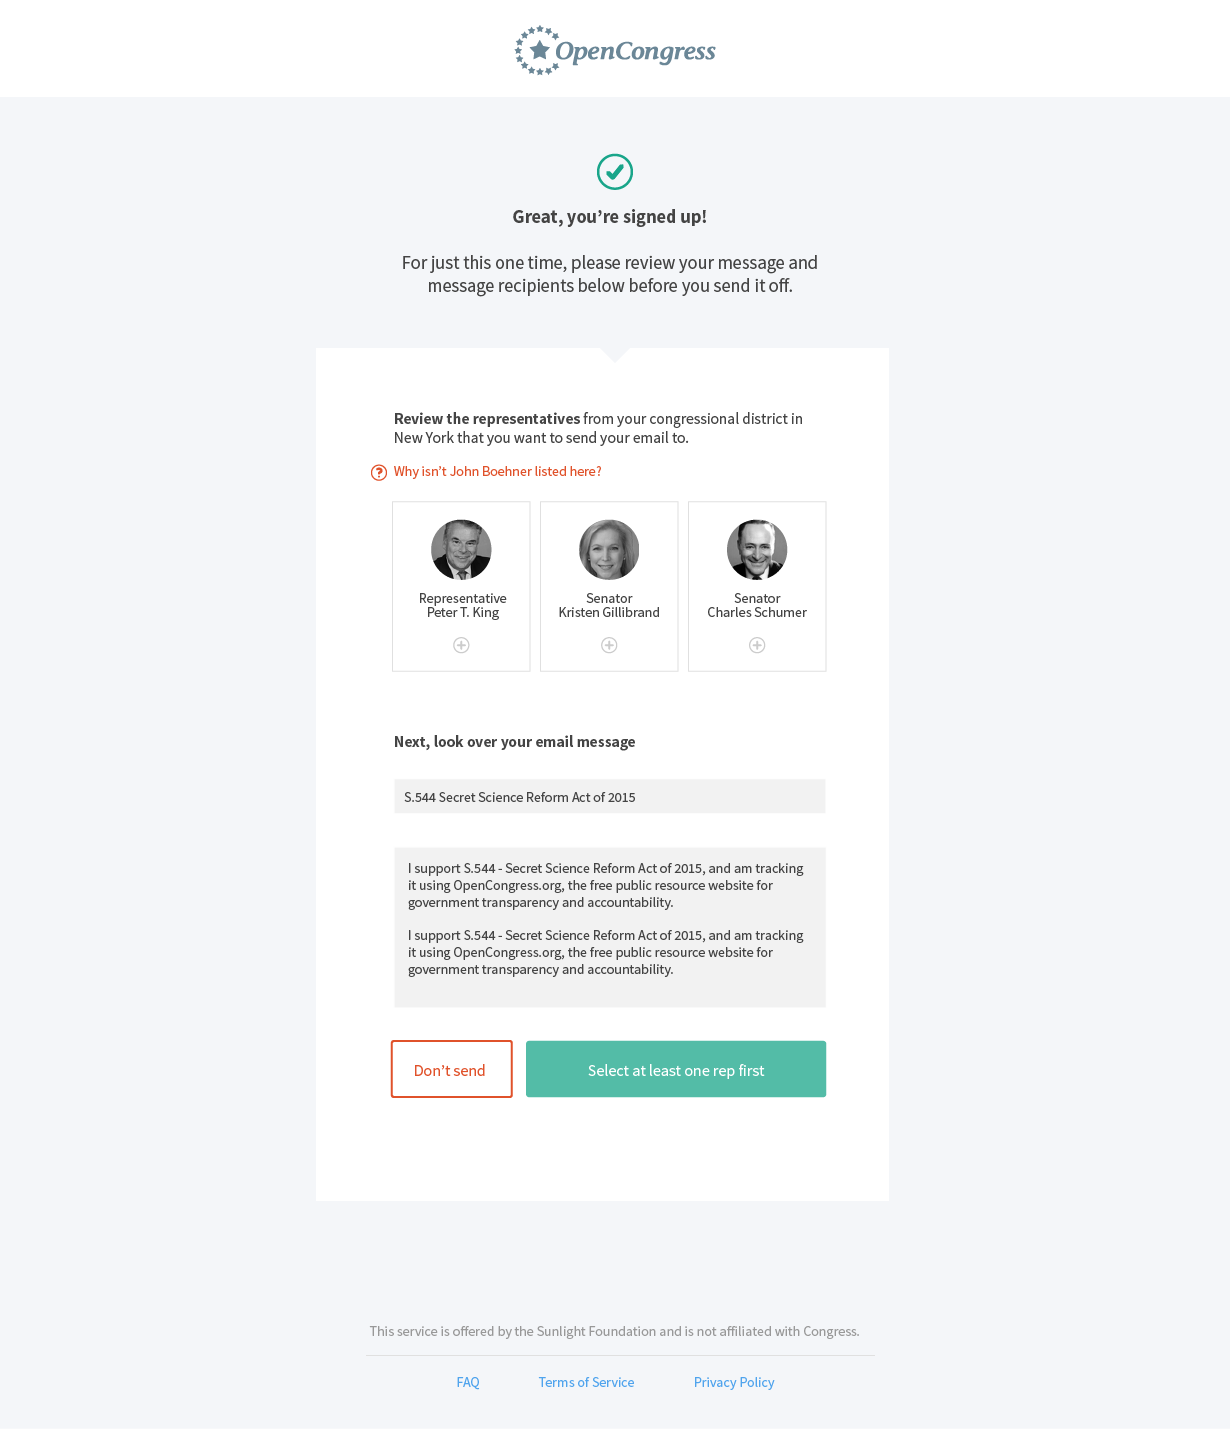 OpenCongress
Great, you’re signed up!
For just this one time, please review your message and
message recipients below before you send it off.
Review the representatives from your congressional district in
New York that you want to send your email to.
? Why isn’t John Boehner listed here?
Representative
Peter T. King
Senator
Kristen Gillibrand
Senator
Charles Schumer
Next, look over your email message
S.544 Secret Science Reform Act of 2015
I support S.544 - Secret Science Reform Act of 2015, and am tracking
it using OpenCongress.org, the free public resource website for
government transparency and accountability.
I support S.544 - Secret Science Reform Act of 2015, and am tracking
it using OpenCongress.org, the free public resource website for
government transparency and accountability.
Don’t send
Select at least one rep first
This service is offered by the Sunlight Foundation and is not affiliated with Congress.
FAQ
Terms of Service
Privacy Policy